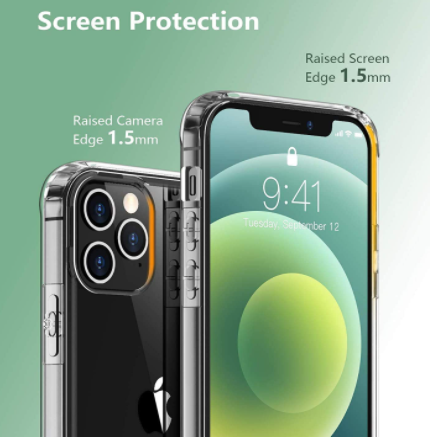 Screen Protection
Raised Screen
Edge 1.5mm
Raised Camera
Edge 1.5mm
9:41
Tuesday, September 12